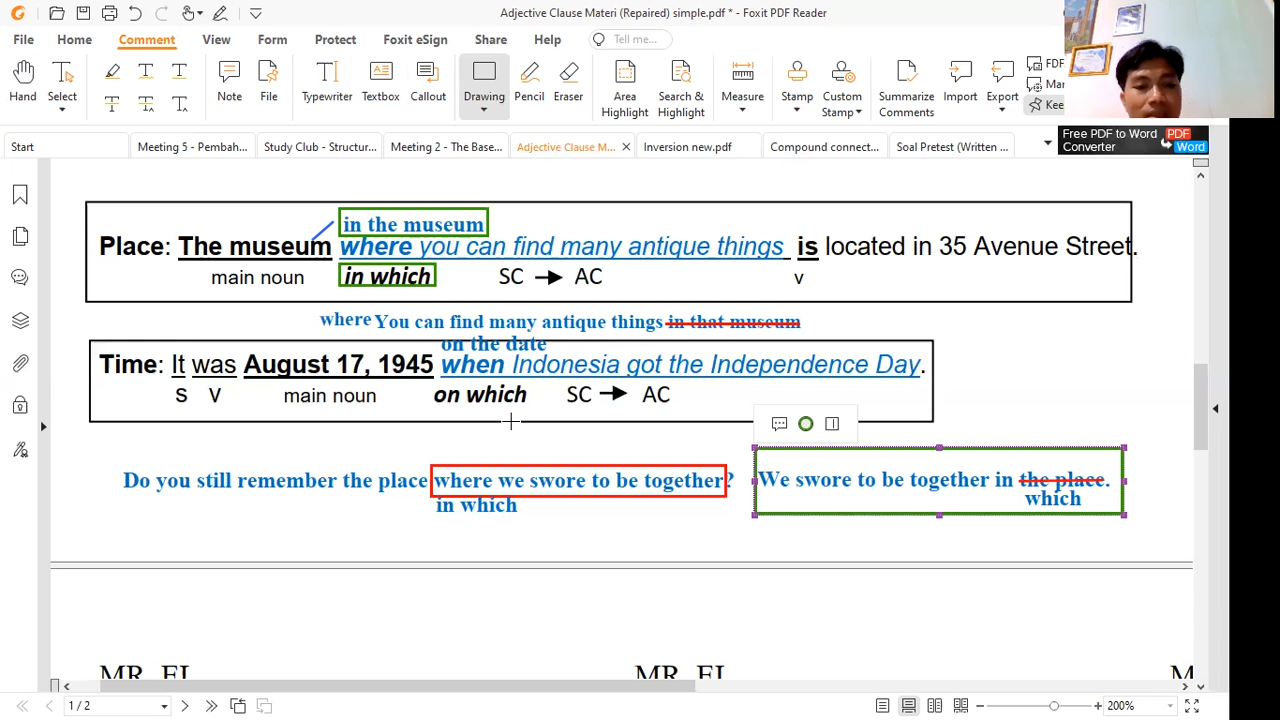 Adjective Clause Materi (Repaired) simple.pdf * - Foxit PDF Reader
File Home Comment View Form Protect Foxit eSign Share Help Tell me...
Hand Select Note File Typewriter Textbox Callout Drawing Pencil Eraser Area Highlight Search & Highlight Measure Stamp Custom Stamp Summarize Comments Import Export
FDF
Kee
Start Meeting 5 - Pembah... Study Club - Structur... Meeting 2 - The Base... Adjective Clause M... Inversion new.pdf Compound connect... Soal Pretest (Written ...
Free PDF to Word Converter PDF Word
in the museum
Place: The museum where you can find many antique things is located in 35 Avenue Street.
main noun in which SC AC v
where You can find many antique things in that museum
on the date
Time: It was August 17, 1945 when Indonesia got the Independence Day.
S V main noun on which SC AC
Do you still remember the place where we swore to be together? We swore to be together in the place.
in which which
MR. EL MR. EL M
1 / 2 200%